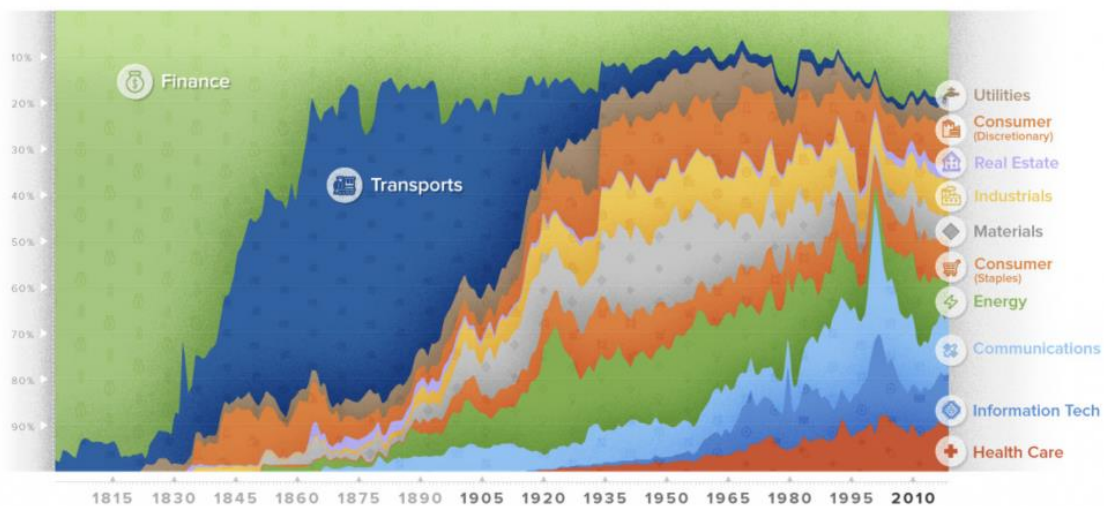 10%
20%
30%
40%
50%
60%
70%
80%
90%
Finance
Transports
Utilities
Consumer
(Discretionary)
Real Estate
Industrials
Materials
Consumer
(Staples)
Energy
Communications
Information Tech
Health Care
1815 1830 1845 1860 1875 1890 1905 1920 1935 1950 1965 1980 1995 2010